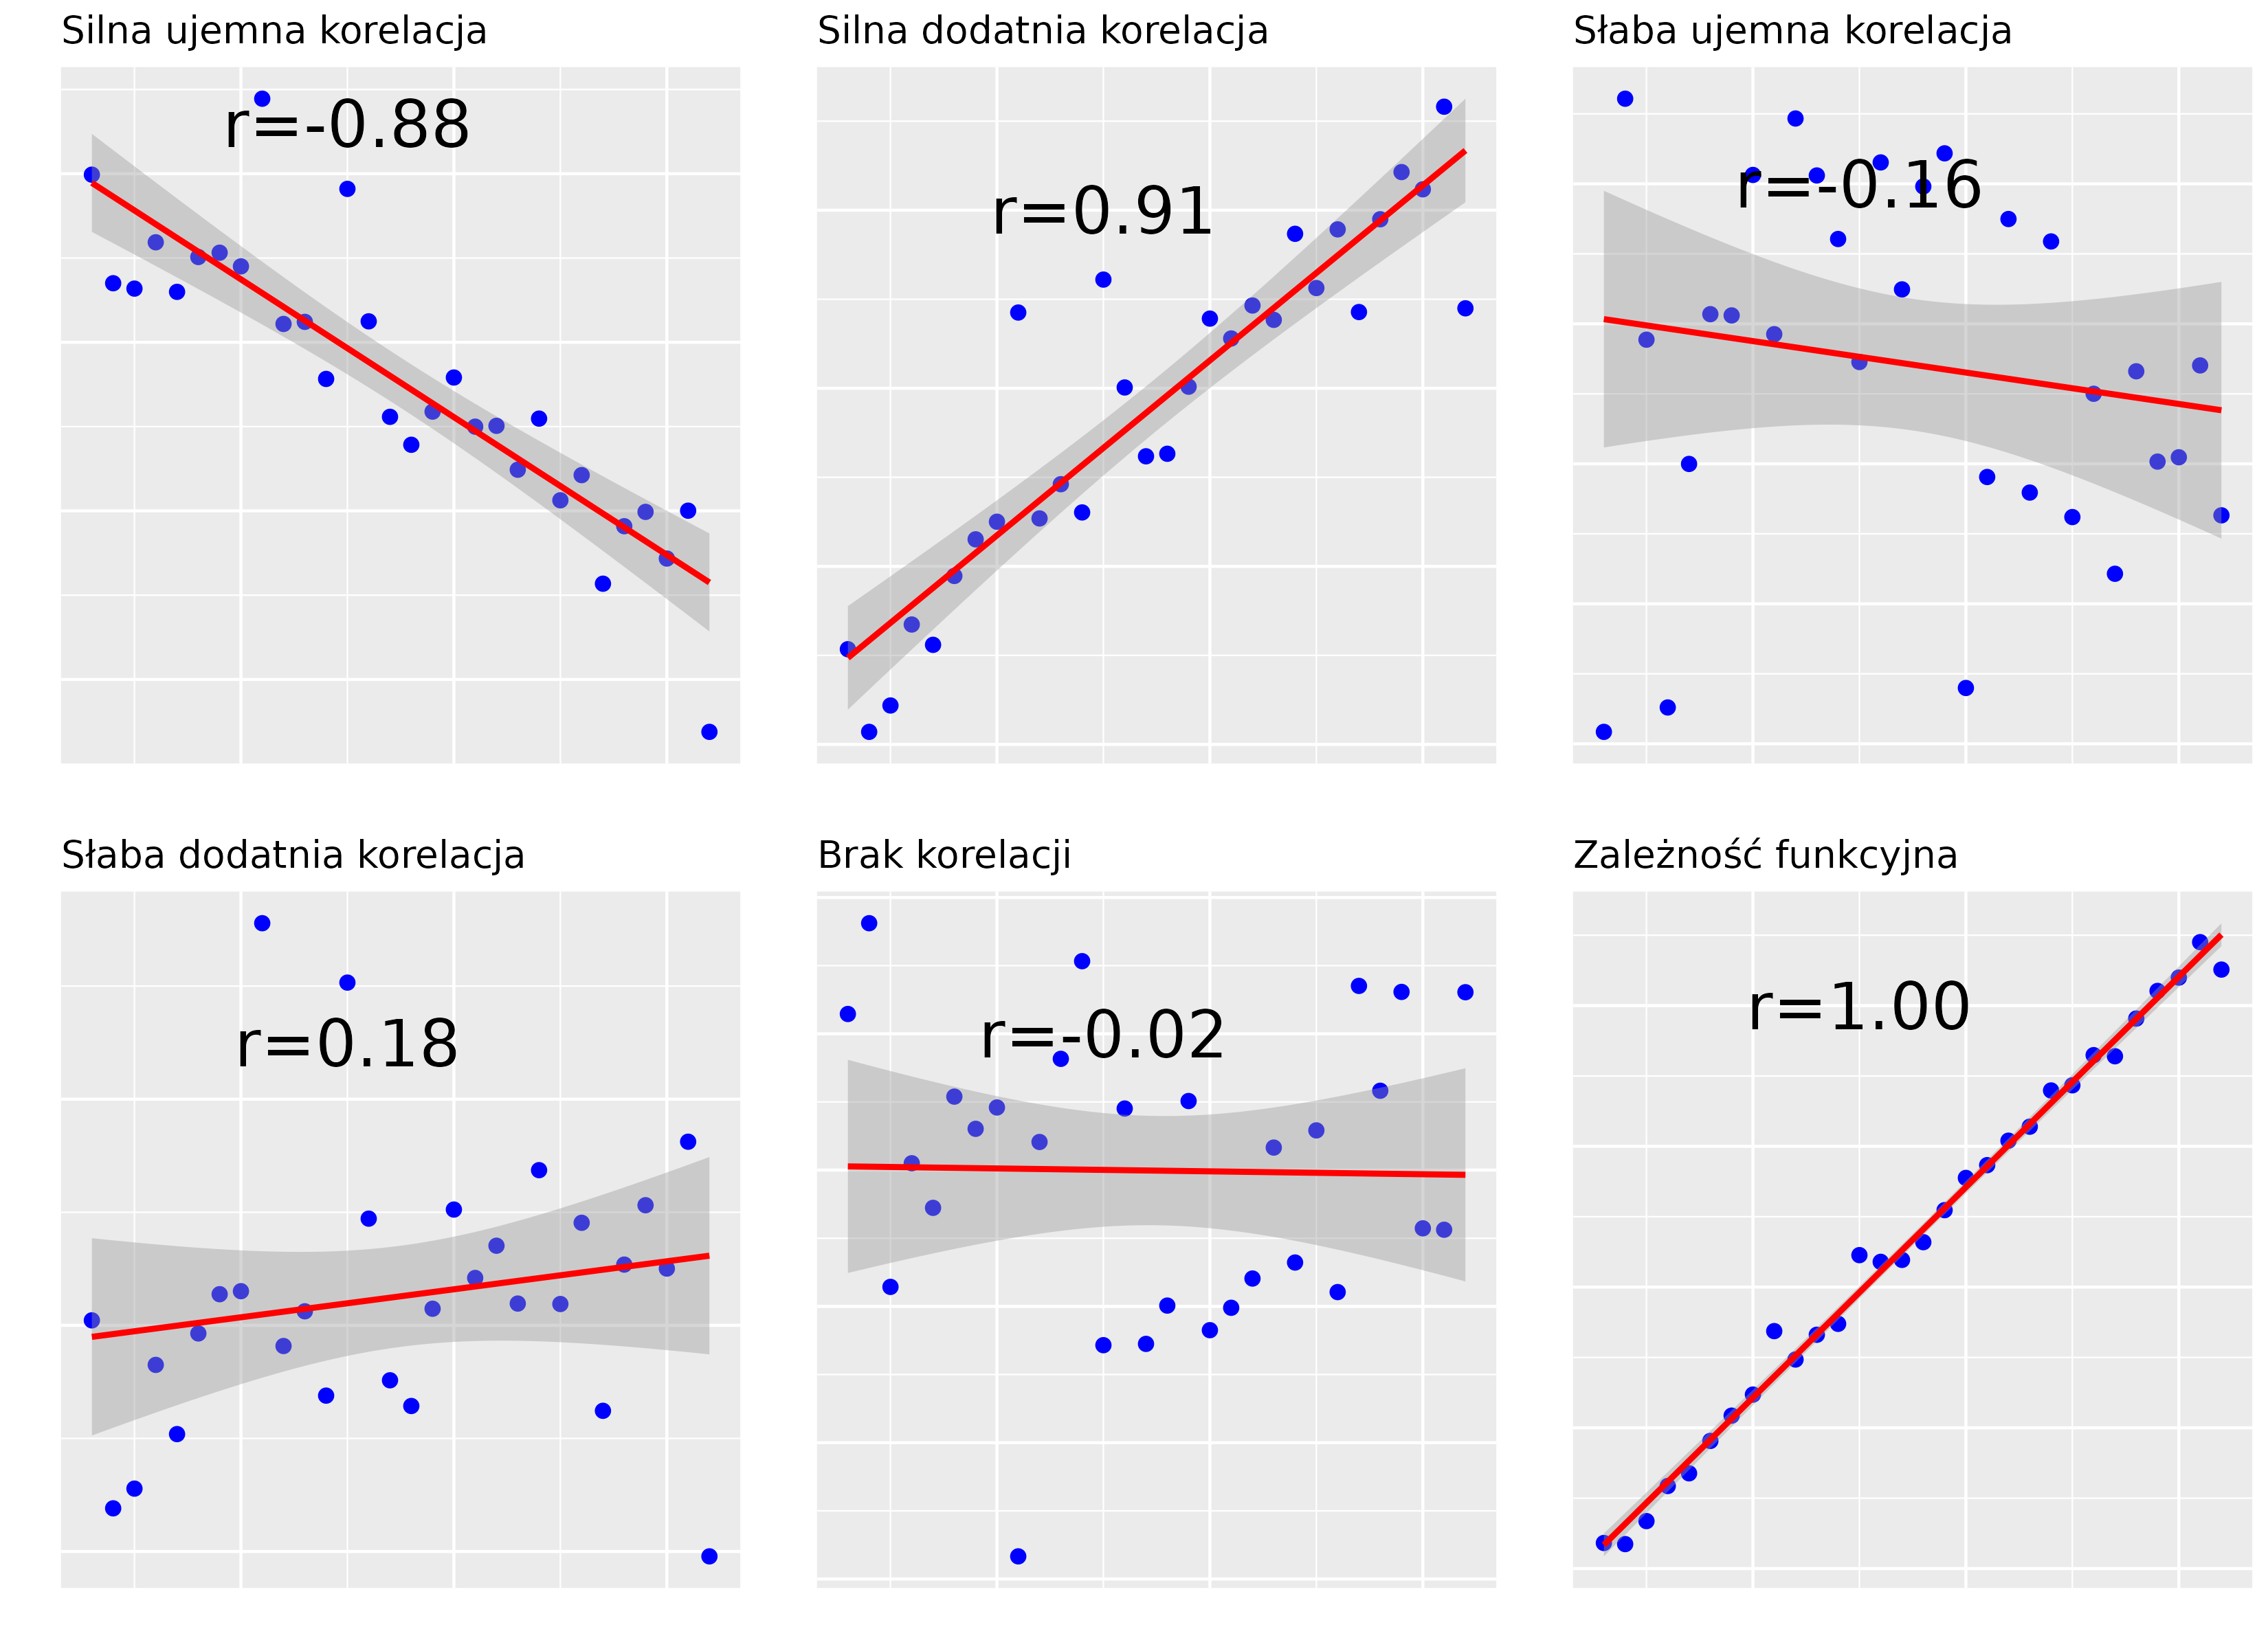 Silna ujemna korelacja
r=-0.88
Silna dodatnia korelacja
r=0.91
Słaba ujemna korelacja
r=-0.16
Słaba dodatnia korelacja
r=0.18
Brak korelacji
r=-0.02
Zależność funkcyjna
r=1.00